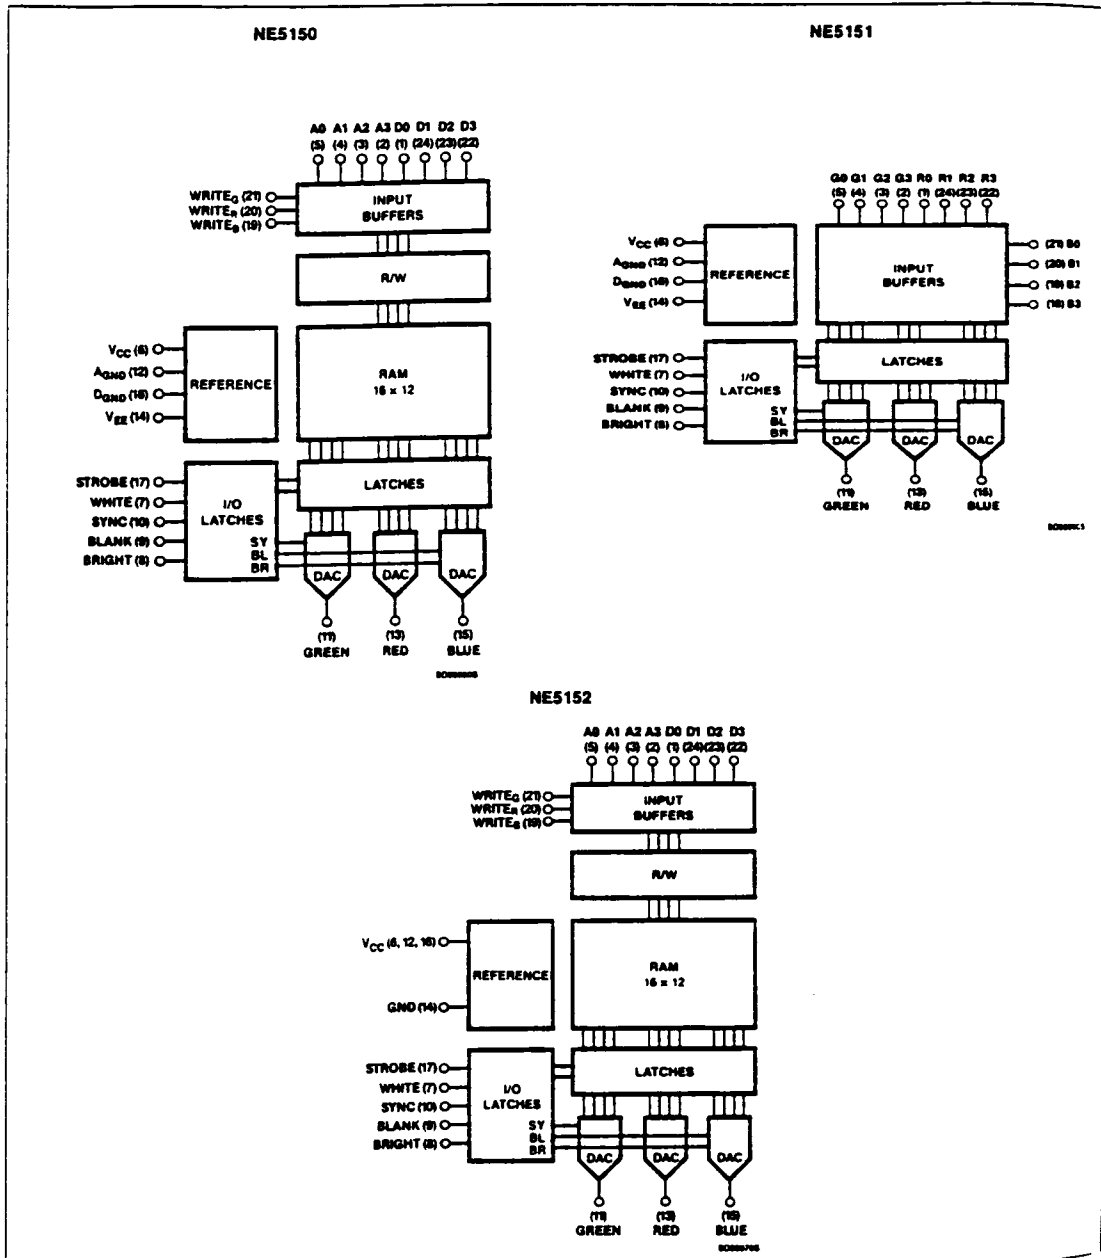 NE5150
A0 A1 A2 A3 D0 D1 D2 D3
(5) (4) (3) (2) (1) (24) (23) (22)
WRITEG (21)
WRITER (20)
WRITEB (19)
INPUT
BUFFERS
R/W
RAM
16 × 12
VCC (6)
AGND (12)
DGND (16)
VEE (14)
REFERENCE
STROBE (17)
WHITE (7)
SYNC (10)
BLANK (9)
BRIGHT (8)
I/O
LATCHES
SY
BL
BR
LATCHES
DAC DAC DAC
(11) (13) (15)
GREEN RED BLUE
NE5151
G0 G1 G2 G3 R0 R1 R2 R3
(5) (4) (3) (2) (1) (24) (23) (22)
VCC (6)
AGND (12)
DGND (16)
VEE (14)
REFERENCE
INPUT
BUFFERS
(21) B0
(20) B1
(19) B2
(18) B3
STROBE (17)
WHITE (7)
SYNC (10)
BLANK (9)
BRIGHT (8)
I/O
LATCHES
SY
BL
BR
LATCHES
DAC DAC DAC
(11) (13) (15)
GREEN RED BLUE
NE5152
A0 A1 A2 A3 D0 D1 D2 D3
(5) (4) (3) (2) (1) (24) (23) (22)
WRITEG (21)
WRITER (20)
WRITEB (19)
INPUT
BUFFERS
R/W
RAM
16 × 12
VCC (6, 12, 16)
GND (14)
REFERENCE
STROBE (17)
WHITE (7)
SYNC (10)
BLANK (9)
BRIGHT (8)
I/O
LATCHES
SY
BL
BR
LATCHES
DAC DAC DAC
(11) (13) (15)
GREEN RED BLUE